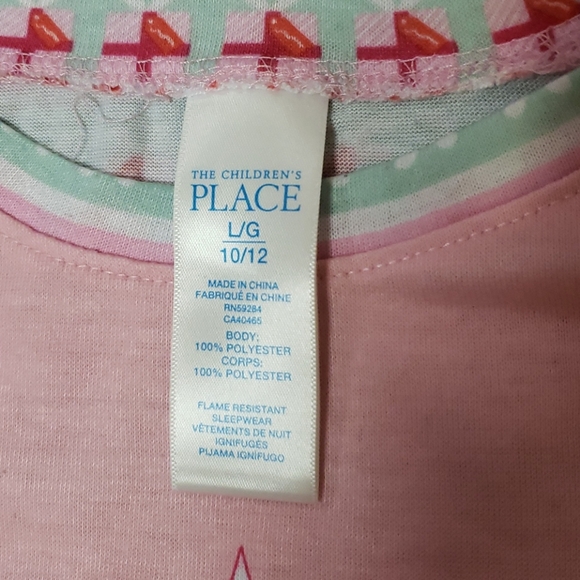 THE CHILDREN'S
PLACE
L/G
10/12
MADE IN CHINA
FABRIQUÉ EN CHINE
RN59284
CA40465
BODY:
100% POLYESTER
CORPS:
100% POLYESTER
FLAME RESISTANT
SLEEPWEAR
VÊTEMENTS DE NUIT
IGNIFUGÉS
PIJAMA IGNÍFUGO